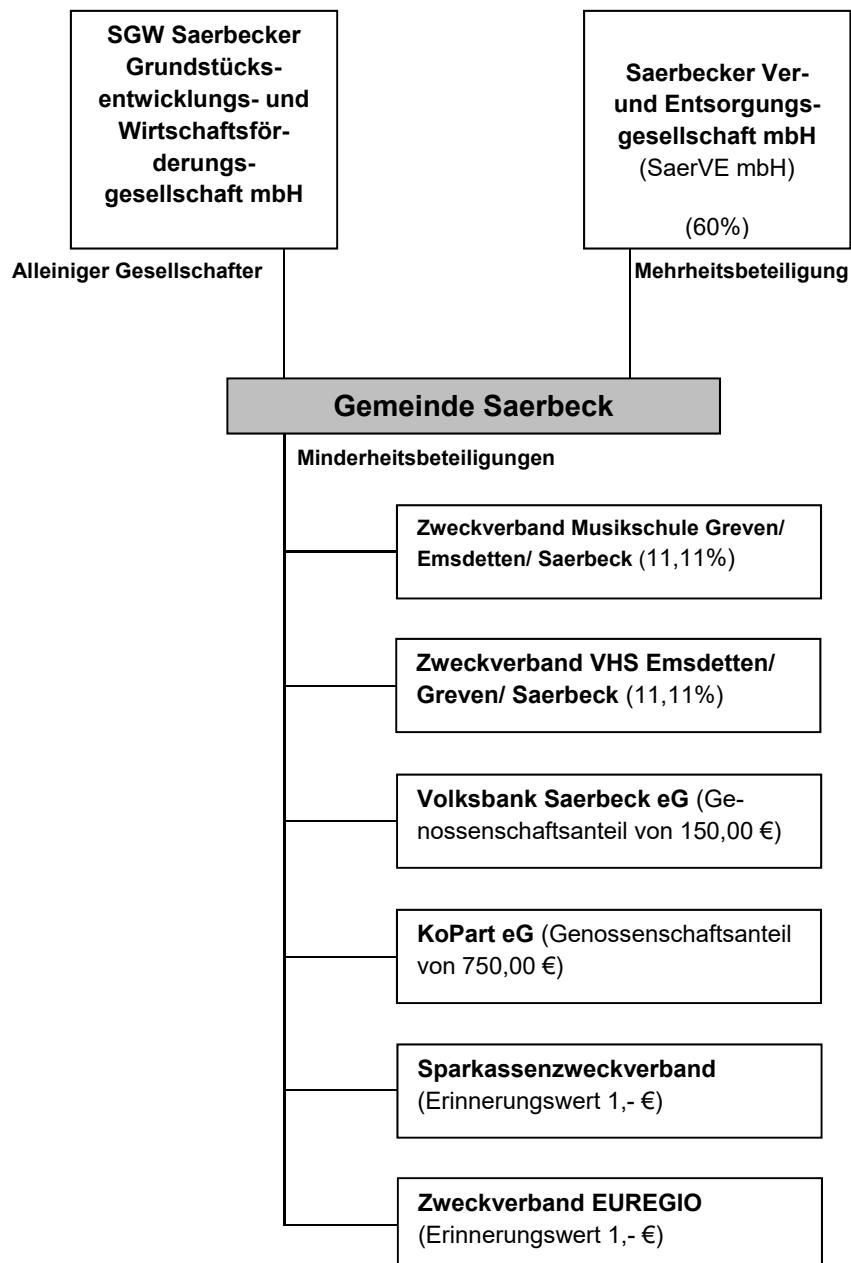 SGW Saerbecker
Grundstücks-
entwicklungs- und
Wirtschaftsför-
derungs-
gesellschaft mbH
Saerbecker Ver-
und Entsorgungs-
gesellschaft mbH
(SaerVE mbH)
(60%)
Alleiniger Gesellschafter
Mehrheitsbeteiligung
Gemeinde Saerbeck
Minderheitsbeteiligungen
Zweckverband Musikschule Greven/
Emsdetten/ Saerbeck (11,11%)
Zweckverband VHS Emsdetten/
Greven/ Saerbeck (11,11%)
Volksbank Saerbeck eG (Ge-
nossenschaftsanteil von 150,00 €)
KoPart eG (Genossenschaftsanteil
von 750,00 €)
Sparkassenzweckverband
(Erinnerungswert 1,- €)
Zweckverband EUREGIO
(Erinnerungswert 1,- €)